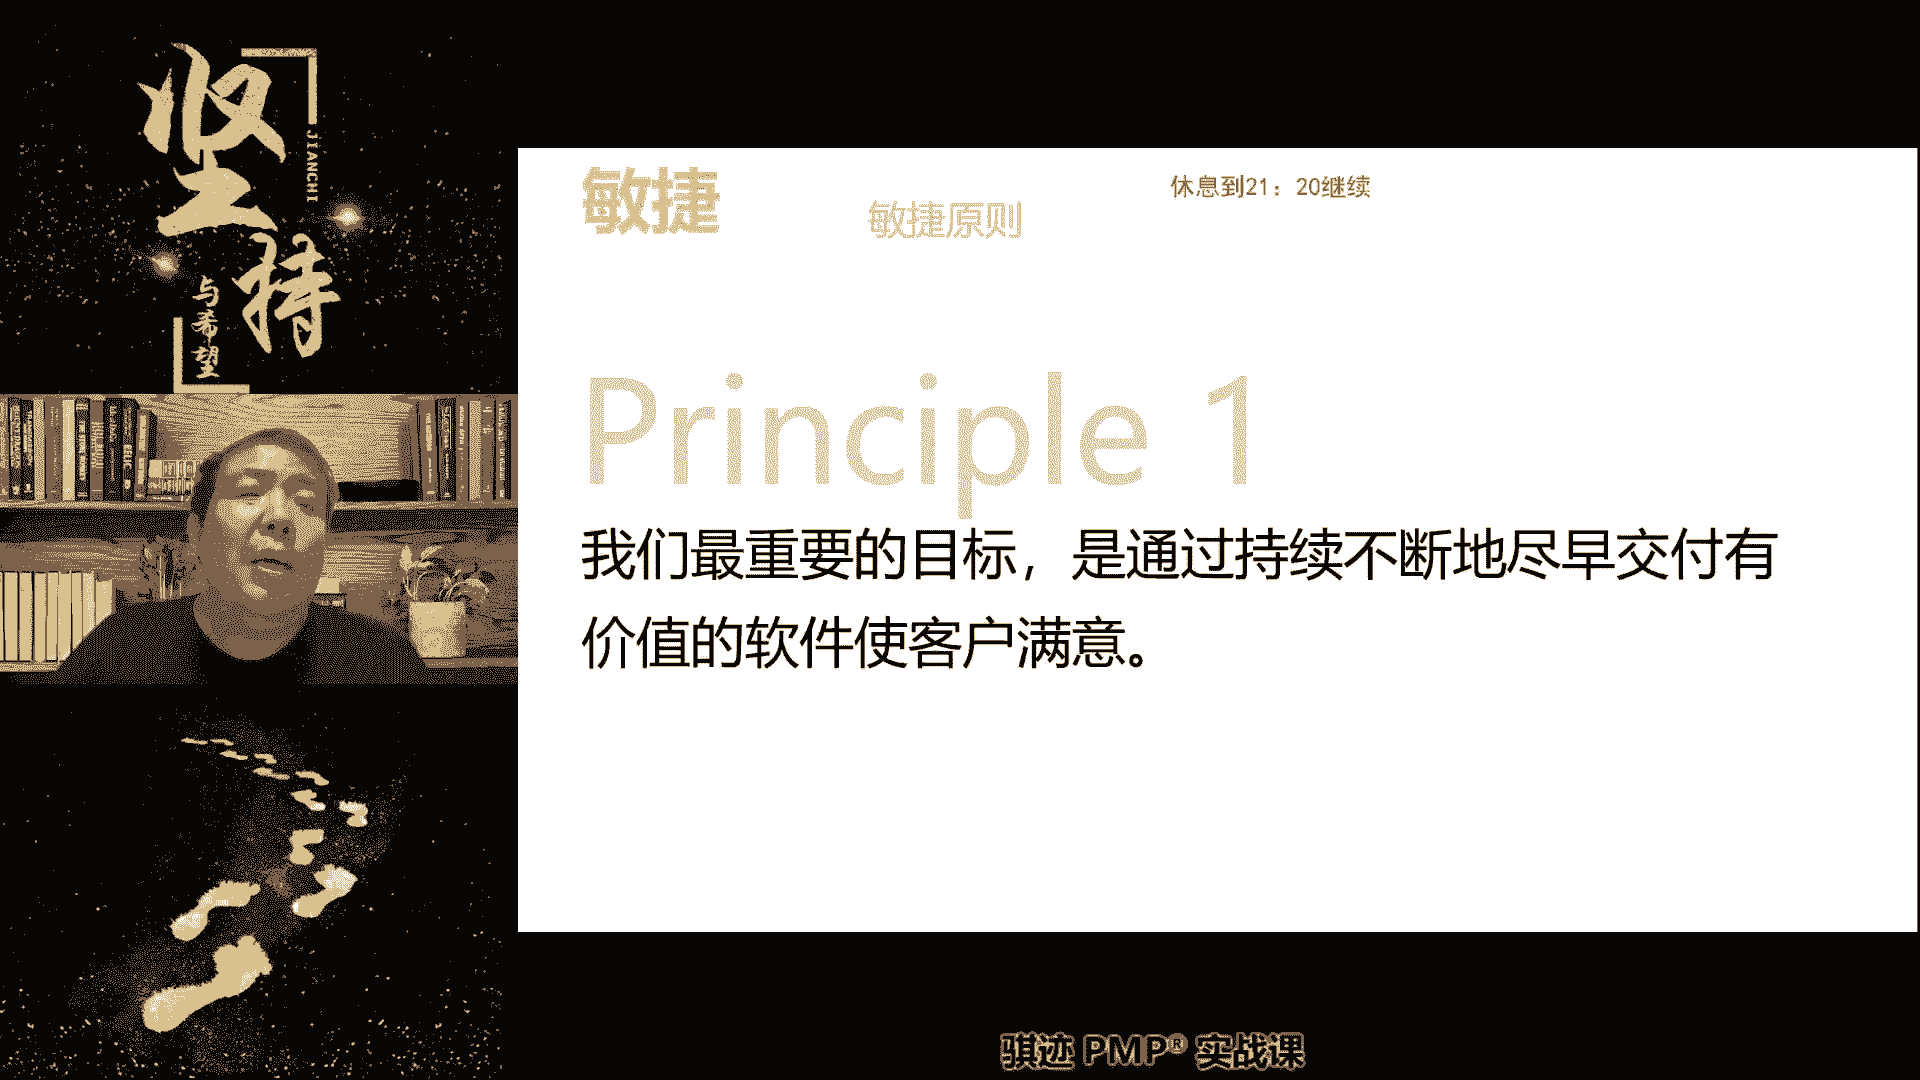 坚持
JIANCHI
与希望
敏捷
敏捷原则
休息到21：20继续
Principle 1
我们最重要的目标，是通过持续不断地尽早交付有
价值的软件使客户满意。
骐迹 PMP® 实战课